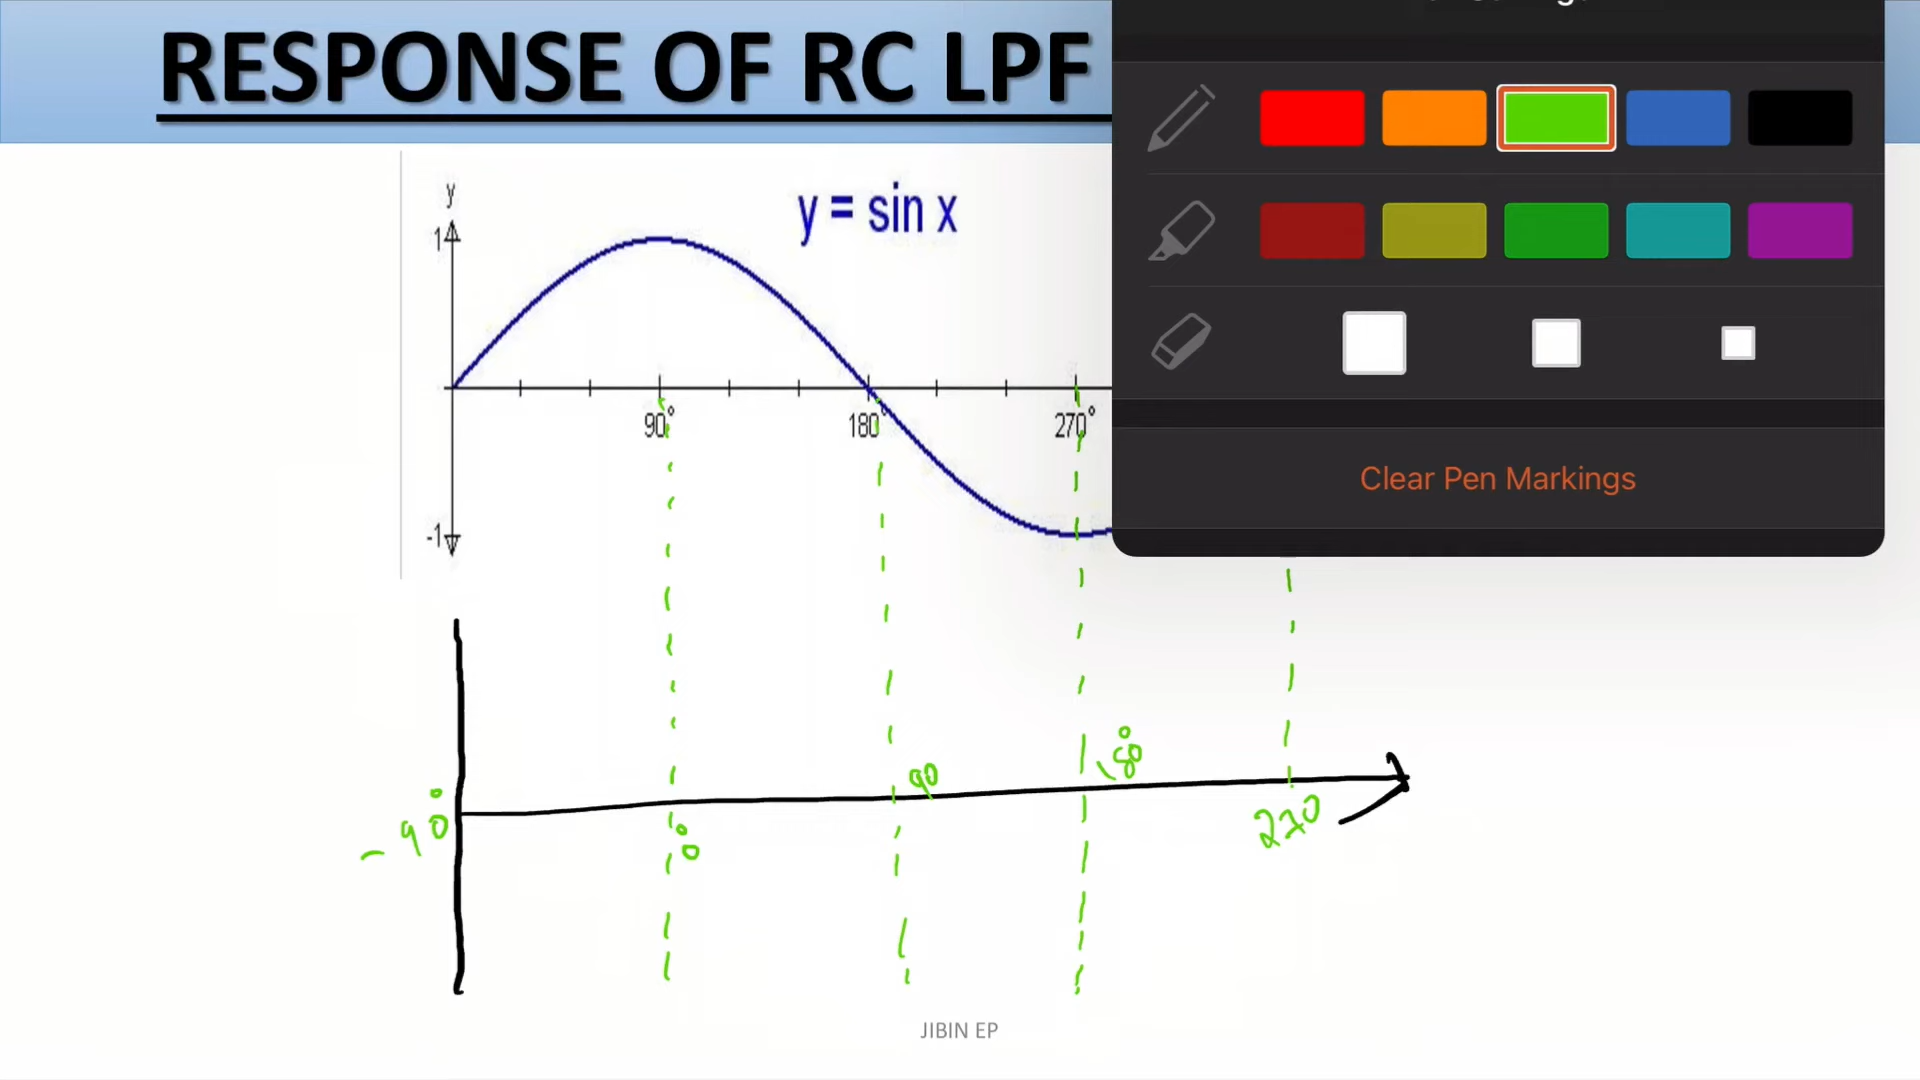 RESPONSE OF RC LPF
y
y = sin x
1
90°
180°
270°
-1
Clear Pen Markings
180°
90
-90°
0°
270
JIBIN EP